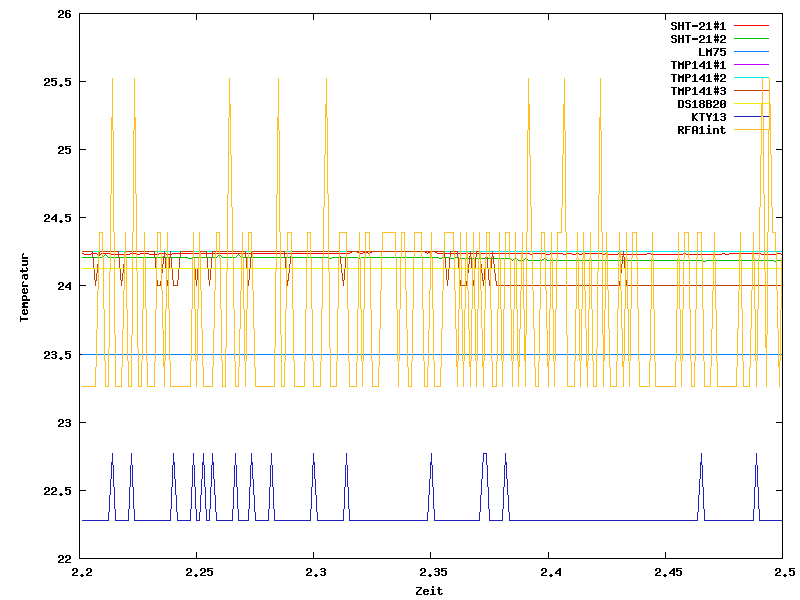 26
25.5
25
24.5
24
23.5
23
22.5
22
Temperatur
SHT-21#1
SHT-21#2
LM75
TMP141#1
TMP141#2
TMP141#3
DS18B20
KTY13
RFA1int
2.2
2.25
2.3
2.35
2.4
2.45
2.5
Zeit